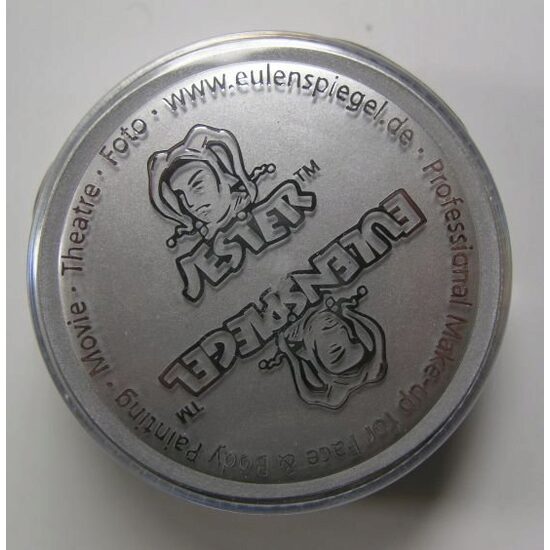 www.eulenspiegel.de · Professional Make-up for Face & Body Painting · Movie · Theatre · Foto ·
JESTER™
EULENSPIEGEL™